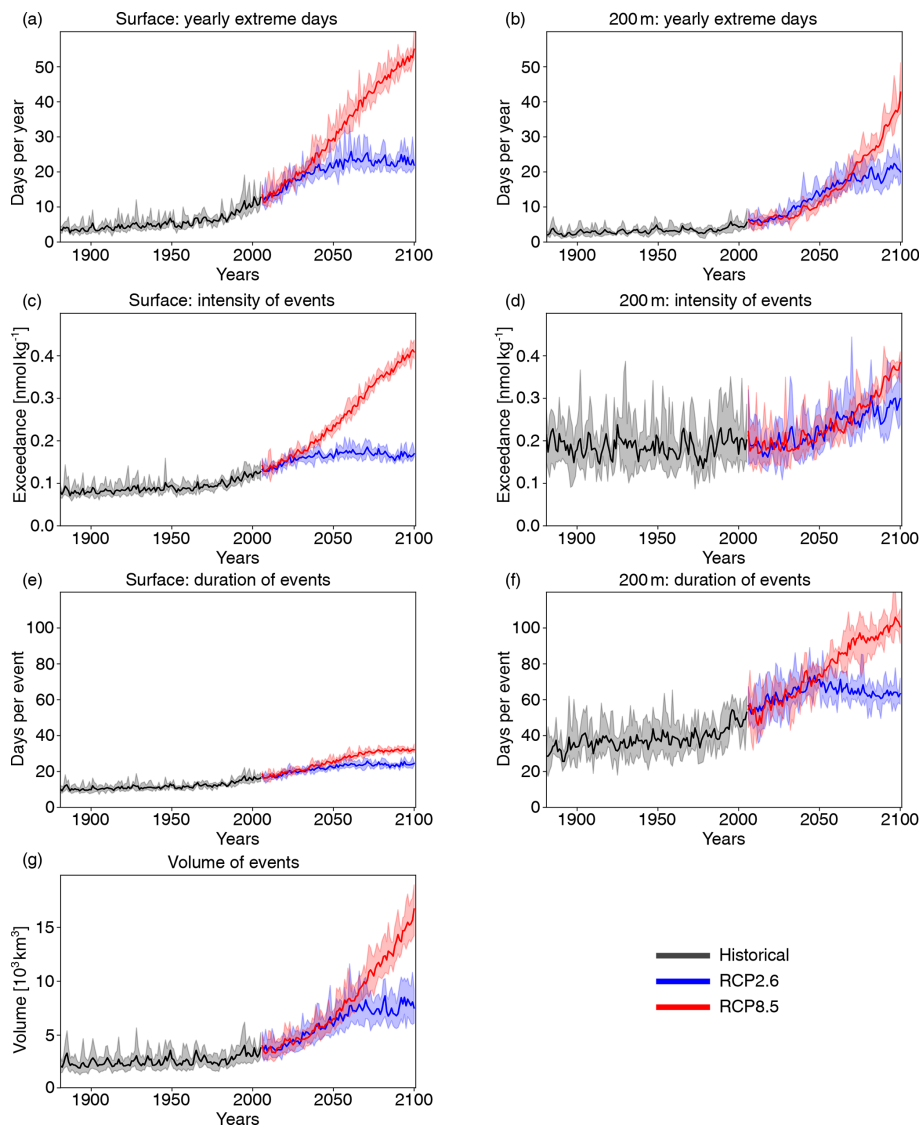 (a) Surface: yearly extreme days
Days per year
50
40
30
20
10
0
1900 1950 2000 2050 2100
Years
(b) 200 m: yearly extreme days
Days per year
50
40
30
20
10
0
1900 1950 2000 2050 2100
Years
(c) Surface: intensity of events
Exceedance [nmol kg⁻¹]
0.4
0.3
0.2
0.1
0.0
1900 1950 2000 2050 2100
Years
(d) 200 m: intensity of events
Exceedance [nmol kg⁻¹]
0.4
0.3
0.2
0.1
0.0
1900 1950 2000 2050 2100
Years
(e) Surface: duration of events
Days per event
100
80
60
40
20
0
1900 1950 2000 2050 2100
Years
(f) 200 m: duration of events
Days per event
100
80
60
40
20
0
1900 1950 2000 2050 2100
Years
(g) Volume of events
Volume [10³ km³]
15
10
5
0
1900 1950 2000 2050 2100
Years
Historical
RCP2.6
RCP8.5